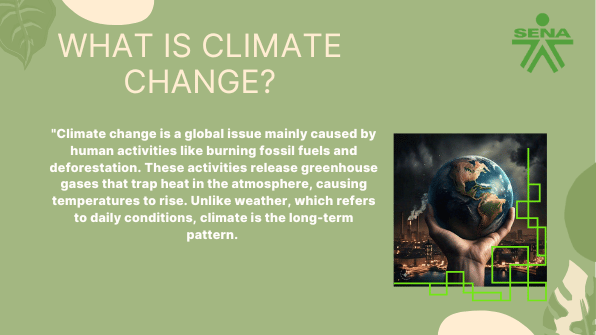 WHAT IS CLIMATE
CHANGE?
SENA
"Climate change is a global issue mainly caused by
human activities like burning fossil fuels and
deforestation. These activities release greenhouse
gases that trap heat in the atmosphere, causing
temperatures to rise. Unlike weather, which refers
to daily conditions, climate is the long-term
pattern.